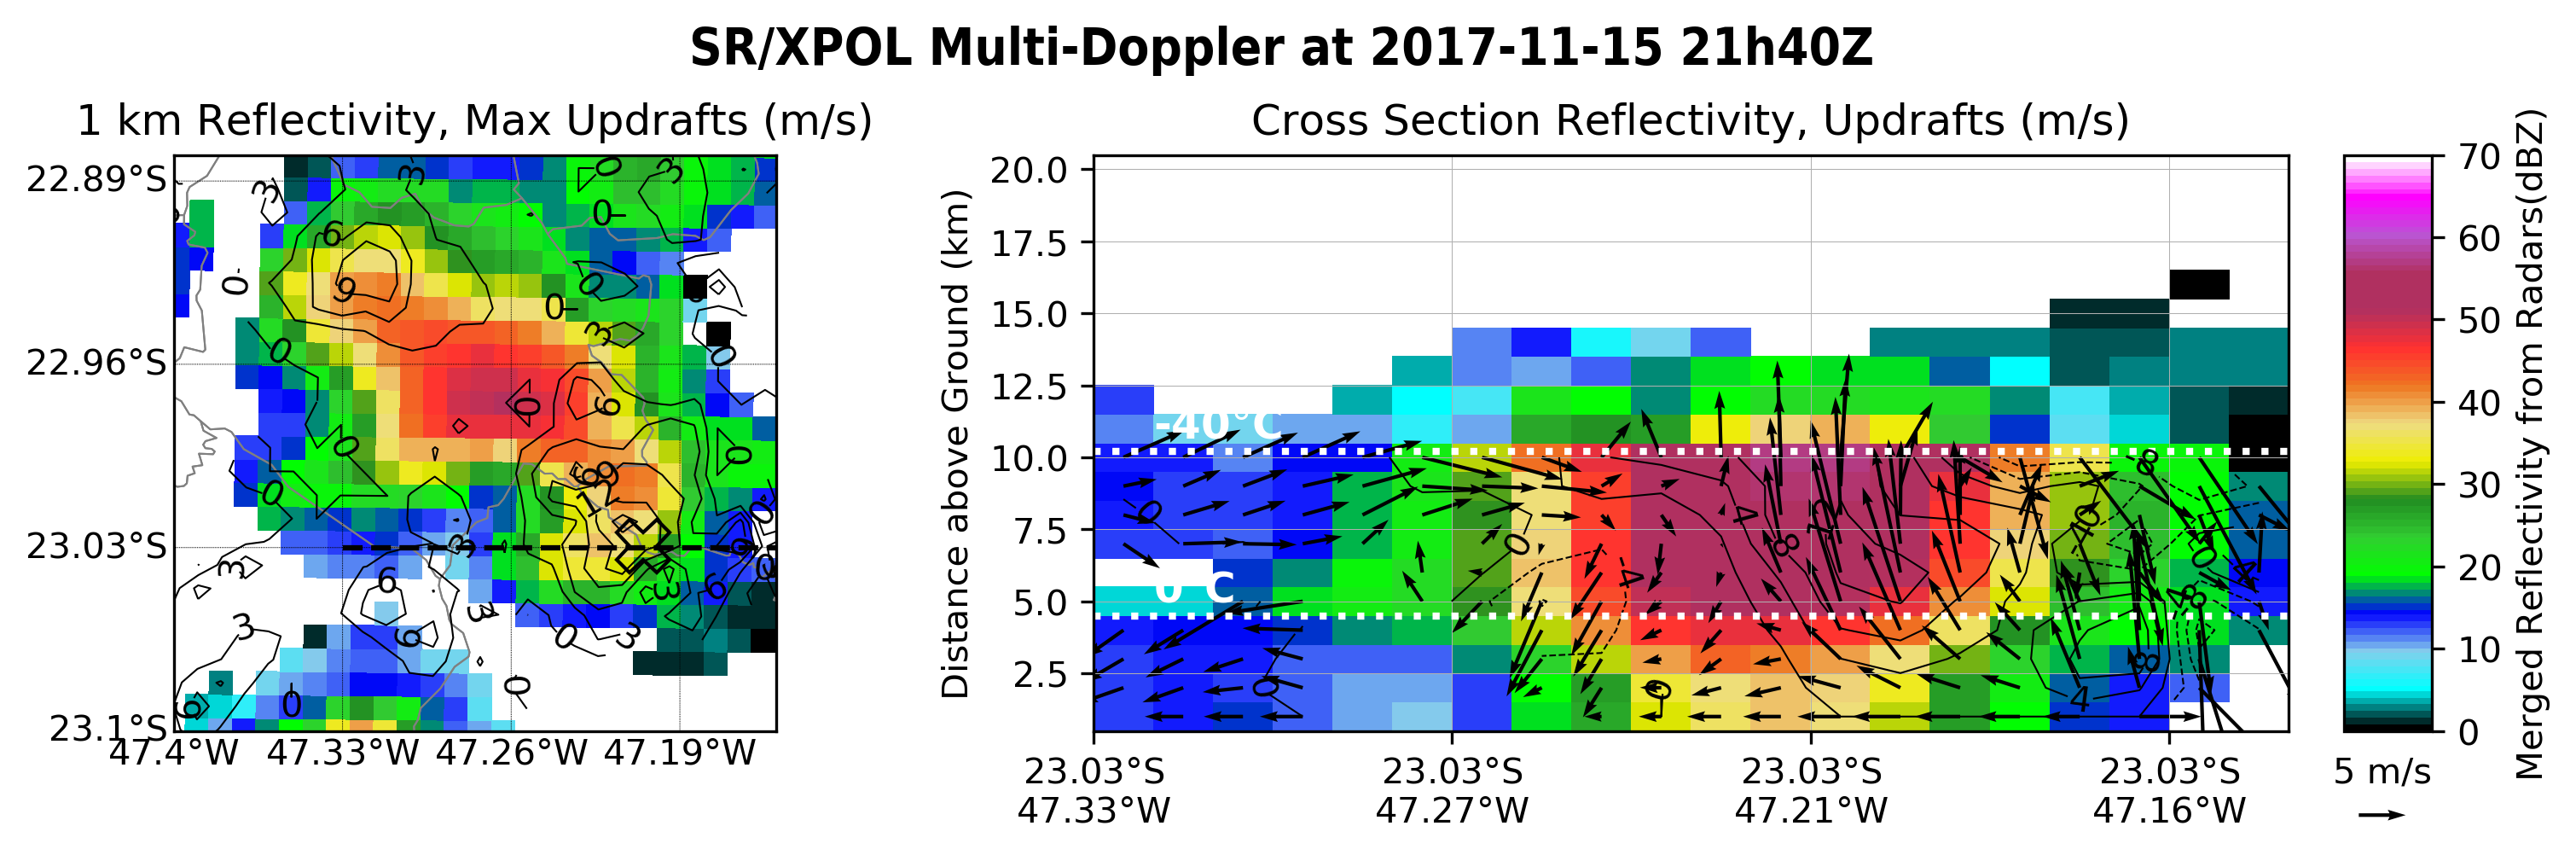 SR/XPOL Multi-Doppler at 2017-11-15 21h40Z
1 km Reflectivity, Max Updrafts (m/s)
22.89°S
22.96°S
23.03°S
23.1°S
47.4°W 47.33°W 47.26°W 47.19°W
Cross Section Reflectivity, Updrafts (m/s)
Distance above Ground (km)
20.0
17.5
15.0
12.5
10.0
7.5
5.0
2.5
-40°C
0°C
23.03°S 23.03°S 23.03°S 23.03°S
47.33°W 47.27°W 47.21°W 47.16°W
70
60
50
40
30
20
10
0
Merged Reflectivity from Radars(dBZ)
5 m/s